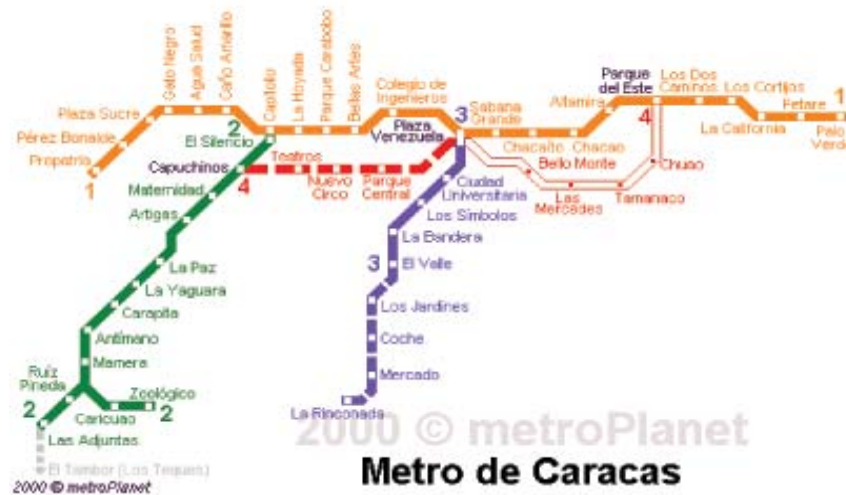 Gato Negro
Agua Salud
Caño Amarillo
Capitolio
La Hoyada
Parque Carabobo
Bellas Artes
Colegio de
Ingenieros
Parque
del Este
Los Dos
Caminos
Los Cortijos
1
Plaza Sucre
Pérez Bonalde
Propatria
1
2
El Silencio
3
Plaza
Venezuela
Sabana
Grande
Altamira
4
La California
Petare
Palo
Verde
Chacaíto
Chacao
Capuchinos
4
Teatros
Nuevo
Circo
Parque
Central
Bello Monte
Las
Mercedes
Tamanaco
Chuao
Maternidad
Artigas
Ciudad
Universitaria
Los Símbolos
La Bandera
3
El Valle
La Paz
La Yaguara
Carapita
Los Jardines
Antímano
Mamera
Coche
Mercado
La Rinconada
Ruíz
Pineda
2
Zoológico
2
Caricuao
Las Adjuntas
El Tambor (Los Teques)
2000 © metroPlanet
2000 © metroPlanet
Metro de Caracas